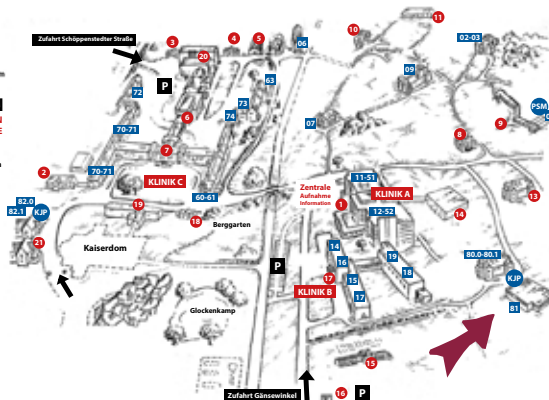 11
3
4
5
10
Zufahrt Schöppenstedter Straße
06
02-03
20
P
63
09
72
73
PSM
6
07
9
70-71
74
8
7
2
70-71
KLINIK C
Zentrale
Aufnahme
Information
11-51
KLINIK A
60-61
13
82.0
82.1
KJP
19
18
1
12-52
14
Berggarten
21
Kaiserdom
14
80.0-80.1
16
19
P
17
15
18
KJP
KLINIK B
17
81
Glockenkamp
15
Zufahrt Gänsewinkel
16
P